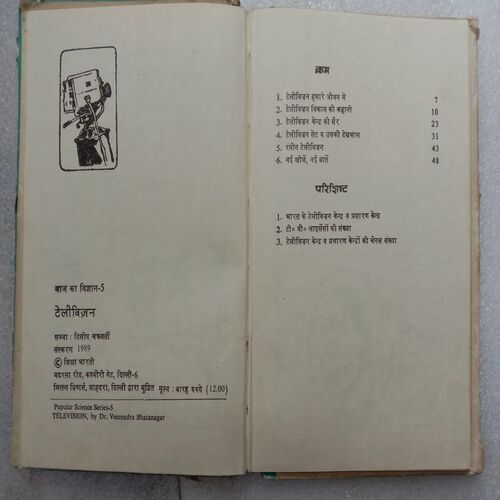 आज का विज्ञान-5
टेलीविज़न
सज्जा : दिलीप चक्रवर्ती
संस्करण 1989
© शिक्षा भारती
मदरसा रोड, कश्मीरी गेट, दिल्ली-6
मित्तल प्रिण्टर्स, शाहदरा, दिल्ली द्वारा मुद्रित मूल्य : बारह रुपये (12.00)
Popular Science Series-5
TELEVISION, by Dr. Veerendra Bhatanagar
क्रम
1. टेलीविज़न हमारे जीवन में 7
2. टेलीविज़न विकास की कहानी 10
3. टेलीविज़न केन्द्र की सैर 23
4. टेलीविज़न सेट व उसकी देखभाल 31
5. रंगीन टेलीविज़न 43
6. नई खोजें, नई बातें 48
परिशिष्ट
1. भारत के टेलीविज़न केन्द्र व प्रसारण केन्द्र
2. टी० वी० लाइसेंसों की संख्या
3. टेलीविज़न केन्द्र व प्रसारण केन्द्रों की चैनल संख्या